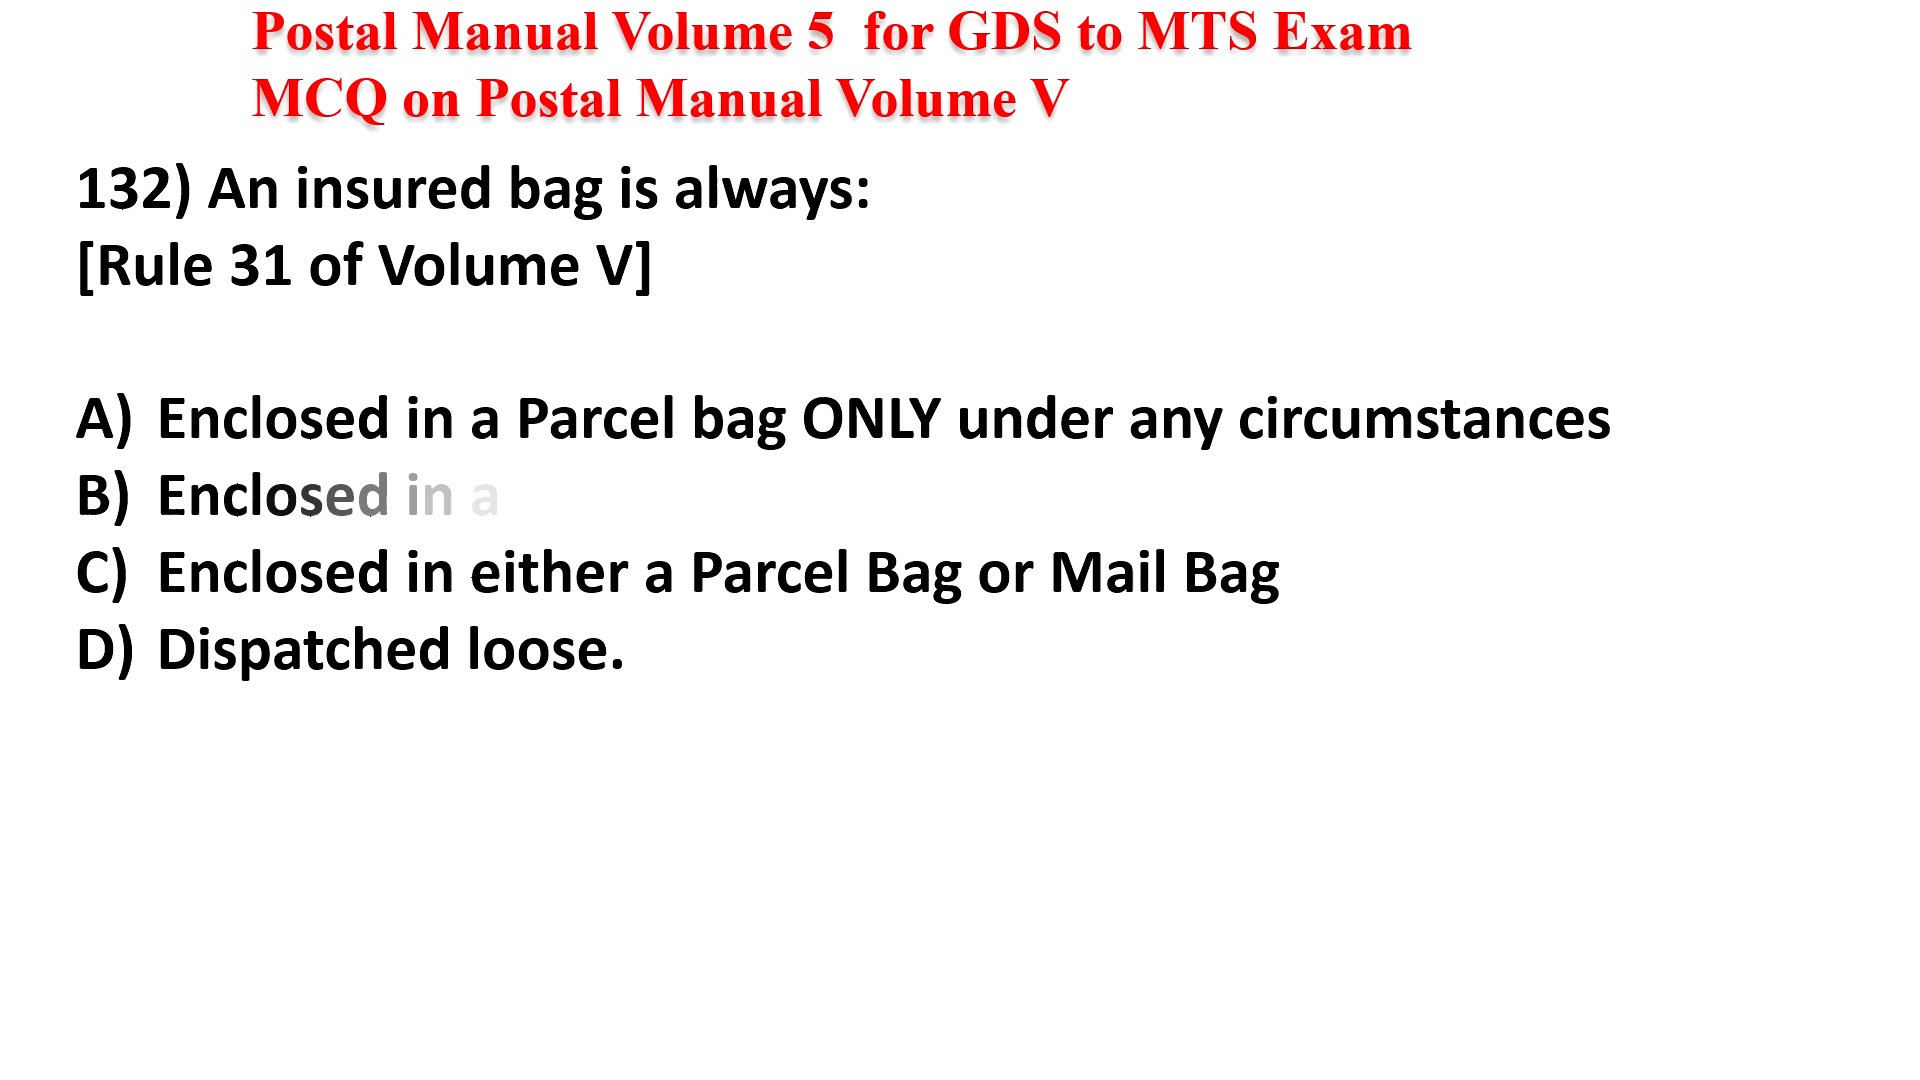 Postal Manual Volume 5 for GDS to MTS Exam
MCQ on Postal Manual Volume V
132) An insured bag is always:
[Rule 31 of Volume V]
A) Enclosed in a Parcel bag ONLY under any circumstances
B) Enclosed in a
C) Enclosed in either a Parcel Bag or Mail Bag
D) Dispatched loose.